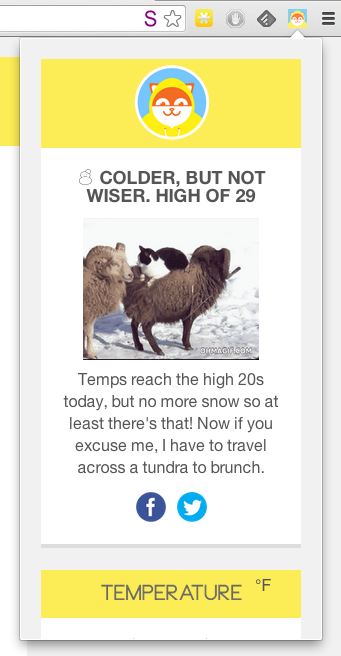 S
☃ COLDER, BUT NOT
WISER. HIGH OF 29
OHMAGIF.COM
Temps reach the high 20s
today, but no more snow so at
least there's that! Now if you
excuse me, I have to travel
across a tundra to brunch.
f
TEMPERATURE °F